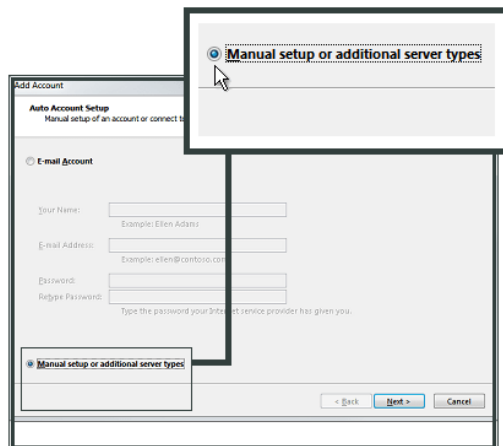 Manual setup or additional server types
Add Account
Auto Account Setup
Manual setup of an account or connect t
E-mail Account
Your Name:
Example: Ellen Adams
E-mail Address:
Example: ellen@contoso.com
Password:
Retype Password:
Type the password your Internet service provider has given you.
Manual setup or additional server types
< Back Next > Cancel